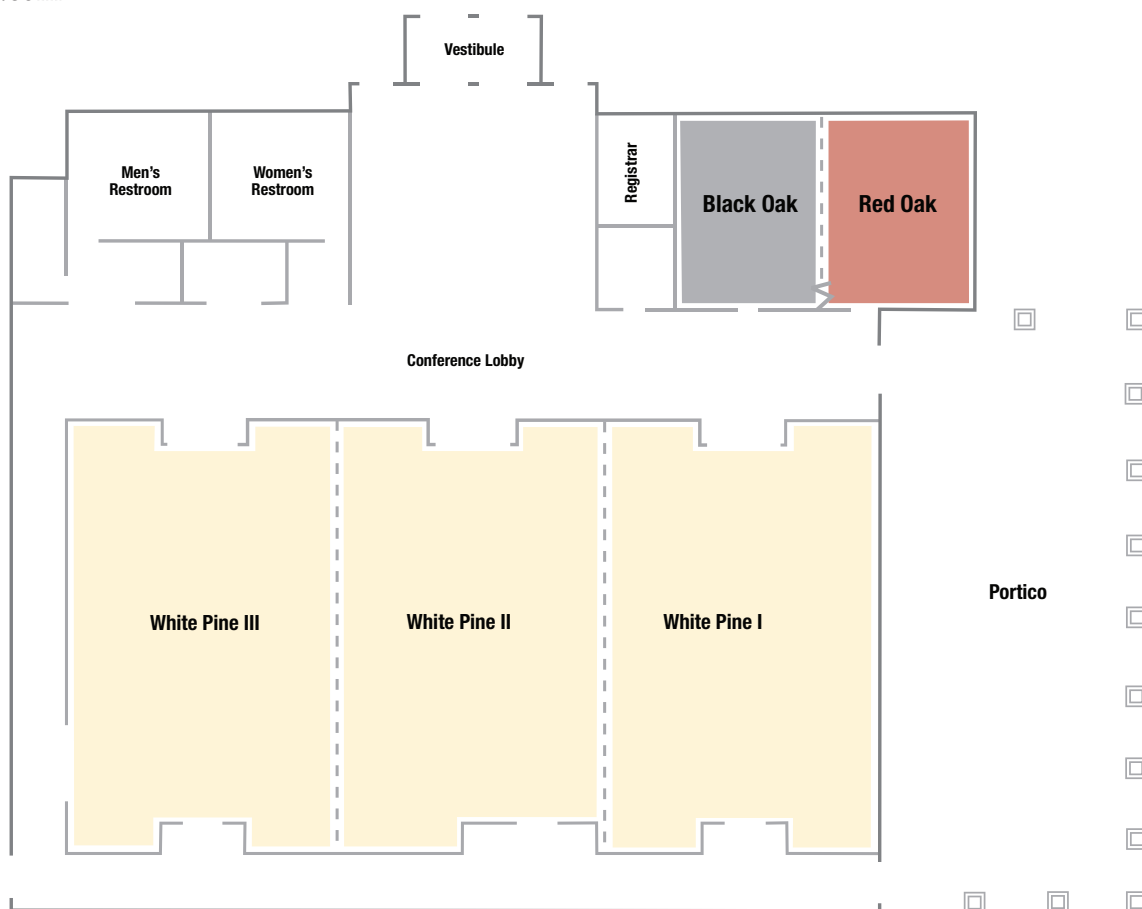 Vestibule
Men's
Restroom
Women's
Restroom
Registrar
Black Oak
Red Oak
Conference Lobby
White Pine III
White Pine II
White Pine I
Portico